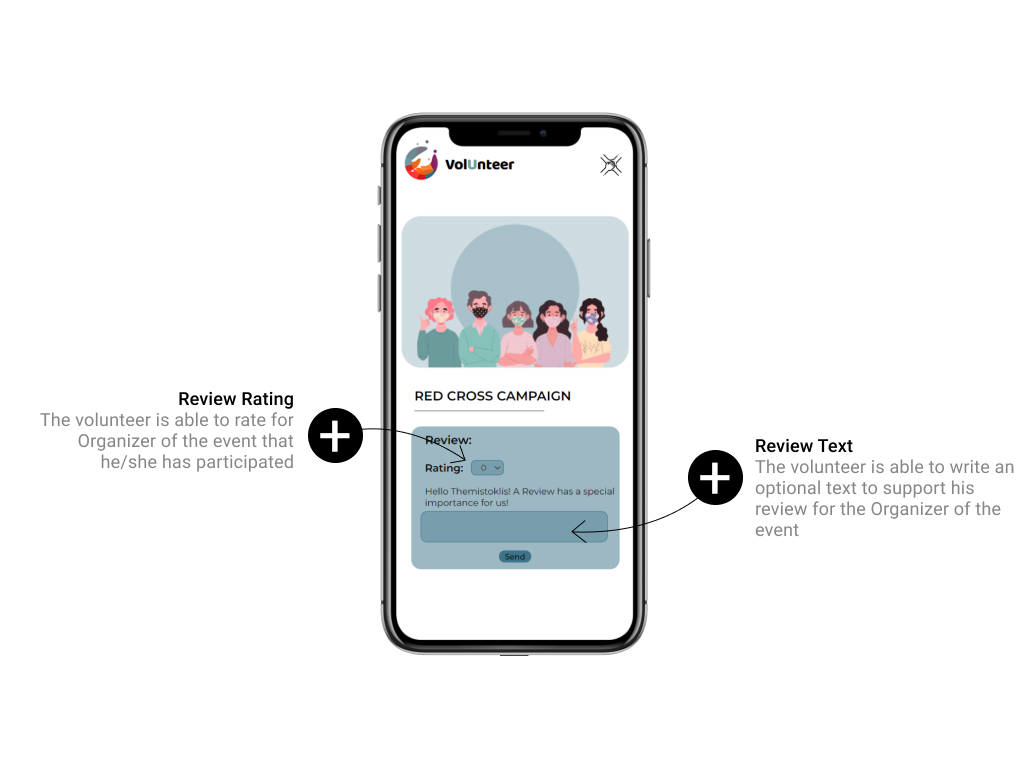 VolUnteer
RED CROSS CAMPAIGN
Review Rating
The volunteer is able to rate for
Organizer of the event that
he/she has participated
Review:
Rating: 0
Hello Themistoklis! A Review has a special
importance for us!
Send
Review Text
The volunteer is able to write an
optional text to support his
review for the Organizer of the
event